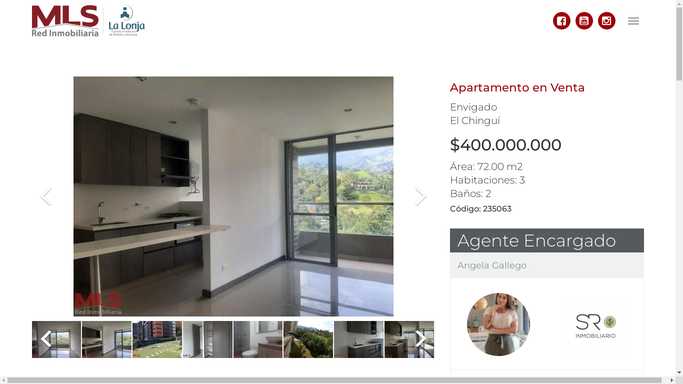 MLS
Red Inmobiliaria
La Lonja
Apartamento en Venta
Envigado
El Chinguí
$400.000.000
Área: 72.00 m2
Habitaciones: 3
Baños: 2
Código: 235063
MLS
Red Inmobiliaria
Agente Encargado
Angela Gallego
SR
INMOBILIARIO